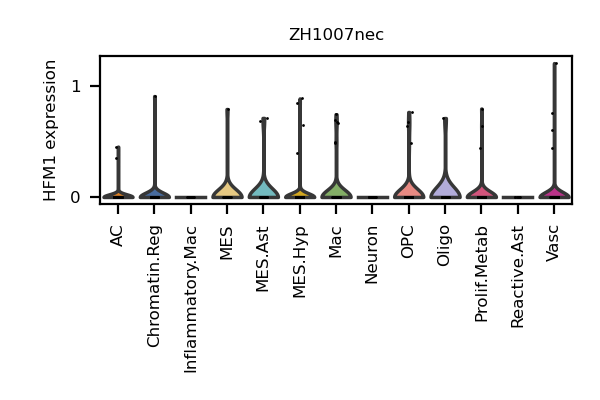 ZH1007nec
HFM1 expression
1
0
AC
Chromatin.Reg
Inflammatory.Mac
MES
MES.Ast
MES.Hyp
Mac
Neuron
OPC
Oligo
Prolif.Metab
Reactive.Ast
Vasc